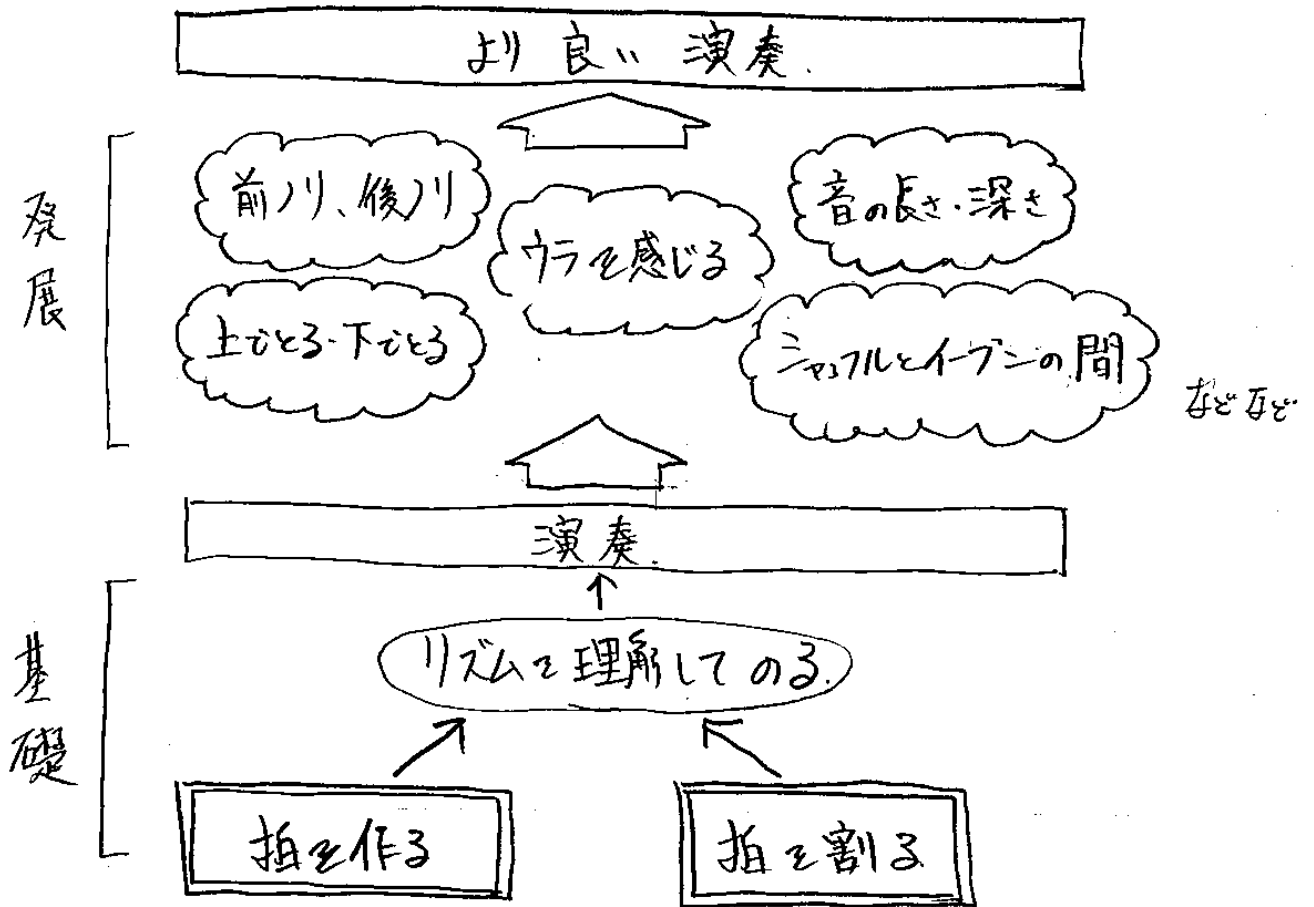 より良い演奏.
発展
前ノリ、後ノリ
ウラを感じる
音の長さ・深さ
上でとる・下でとる
シャッフルとイーブンの間
などなど
演奏.
基礎
リズムを理解してのる.
拍を作る
拍を割る